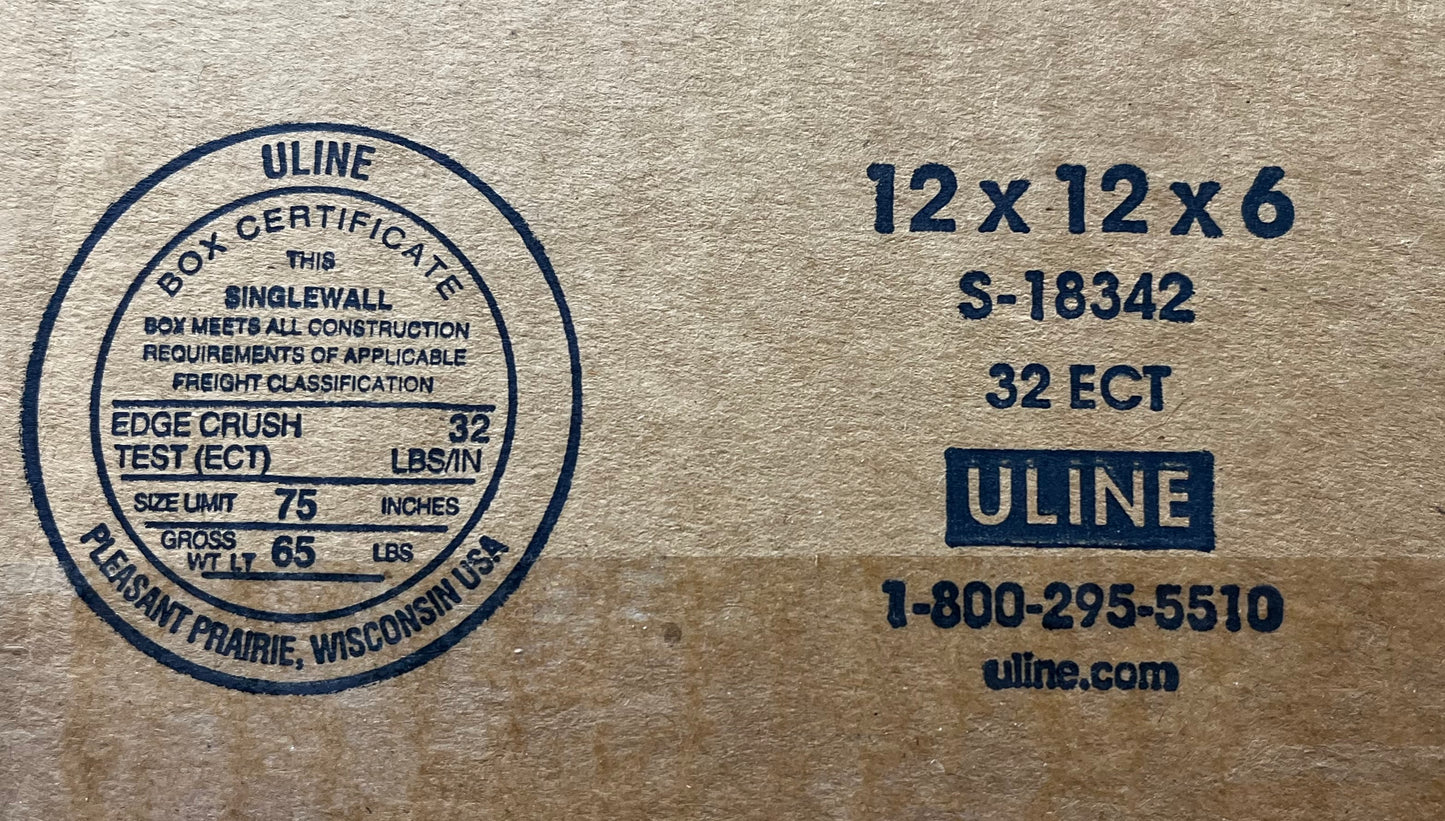 ULINE
BOX CERTIFICATE
THIS
SINGLEWALL
BOX MEETS ALL CONSTRUCTION
REQUIREMENTS OF APPLICABLE
FREIGHT CLASSIFICATION
EDGE CRUSH 32
TEST (ECT) LBS/IN
SIZE LIMIT 75 INCHES
GROSS
WT LT 65 LBS
PLEASANT PRAIRIE, WISCONSIN USA
12 x 12 x 6
S-18342
32 ECT
ULINE
1-800-295-5510
uline.com